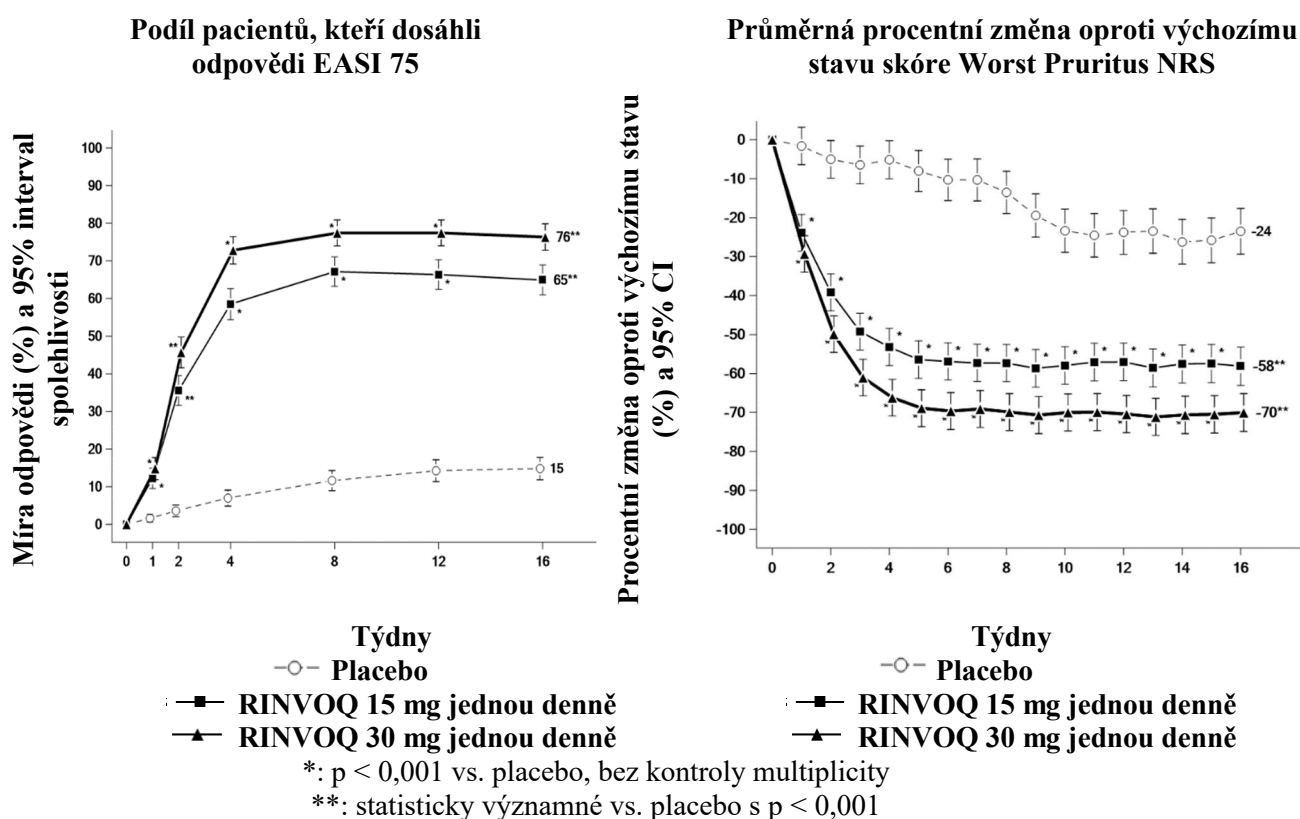 Podíl pacientů, kteří dosáhli
odpovědi EASI 75
Míra odpovědi (%) a 95% interval
spolehlivosti
100
90
80
70
60
50
40
30
20
10
0
76**
65**
15
0 1 2 4 8 12 16
Týdny
Placebo
RINVOQ 15 mg jednou denně
RINVOQ 30 mg jednou denně
Průměrná procentní změna oproti výchozímu
stavu skóre Worst Pruritus NRS
Procentní změna oproti výchozímu stavu
(%) a 95% CI
0
-10
-20
-30
-40
-50
-60
-70
-80
-90
-100
-24
-58**
-70**
0 2 4 6 8 10 12 14 16
Týdny
Placebo
RINVOQ 15 mg jednou denně
RINVOQ 30 mg jednou denně
*: p < 0,001 vs. placebo, bez kontroly multiplicity
**: statisticky významné vs. placebo s p < 0,001